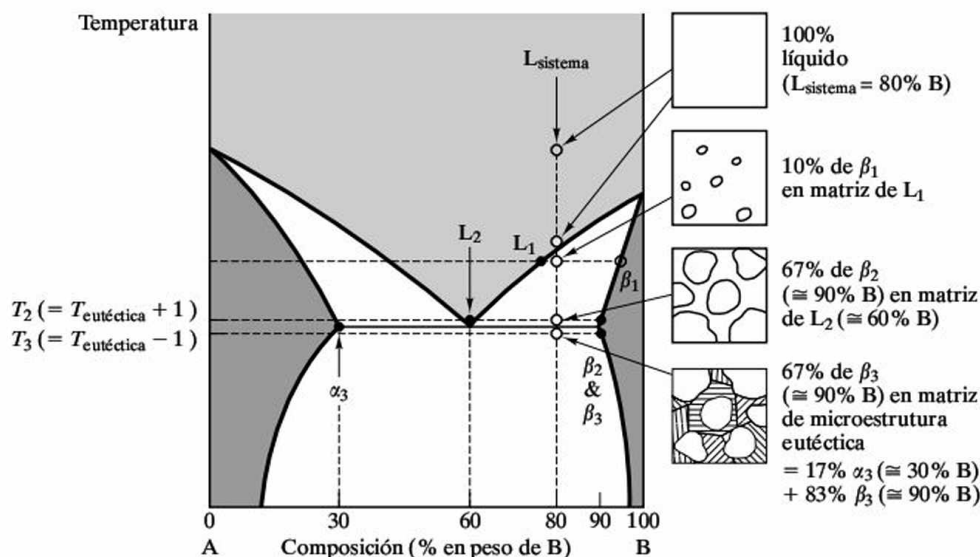 Temperatura
L sistema
100%
líquido
(L sistema = 80% B)
10% de β1
en matriz de L1
L2
L1
β1
67% de β2
(≅ 90% B) en matriz
de L2 (≅ 60% B)
T2 (= Teutéctica + 1)
T3 (= Teutéctica − 1)
α3
β2
&
β3
67% de β3
(≅ 90% B) en matriz
de microestrutura
eutéctica
= 17% α3 (≅ 30% B)
+ 83% β3 (≅ 90% B)
0 30 60 80 90 100
A Composición (% en peso de B) B